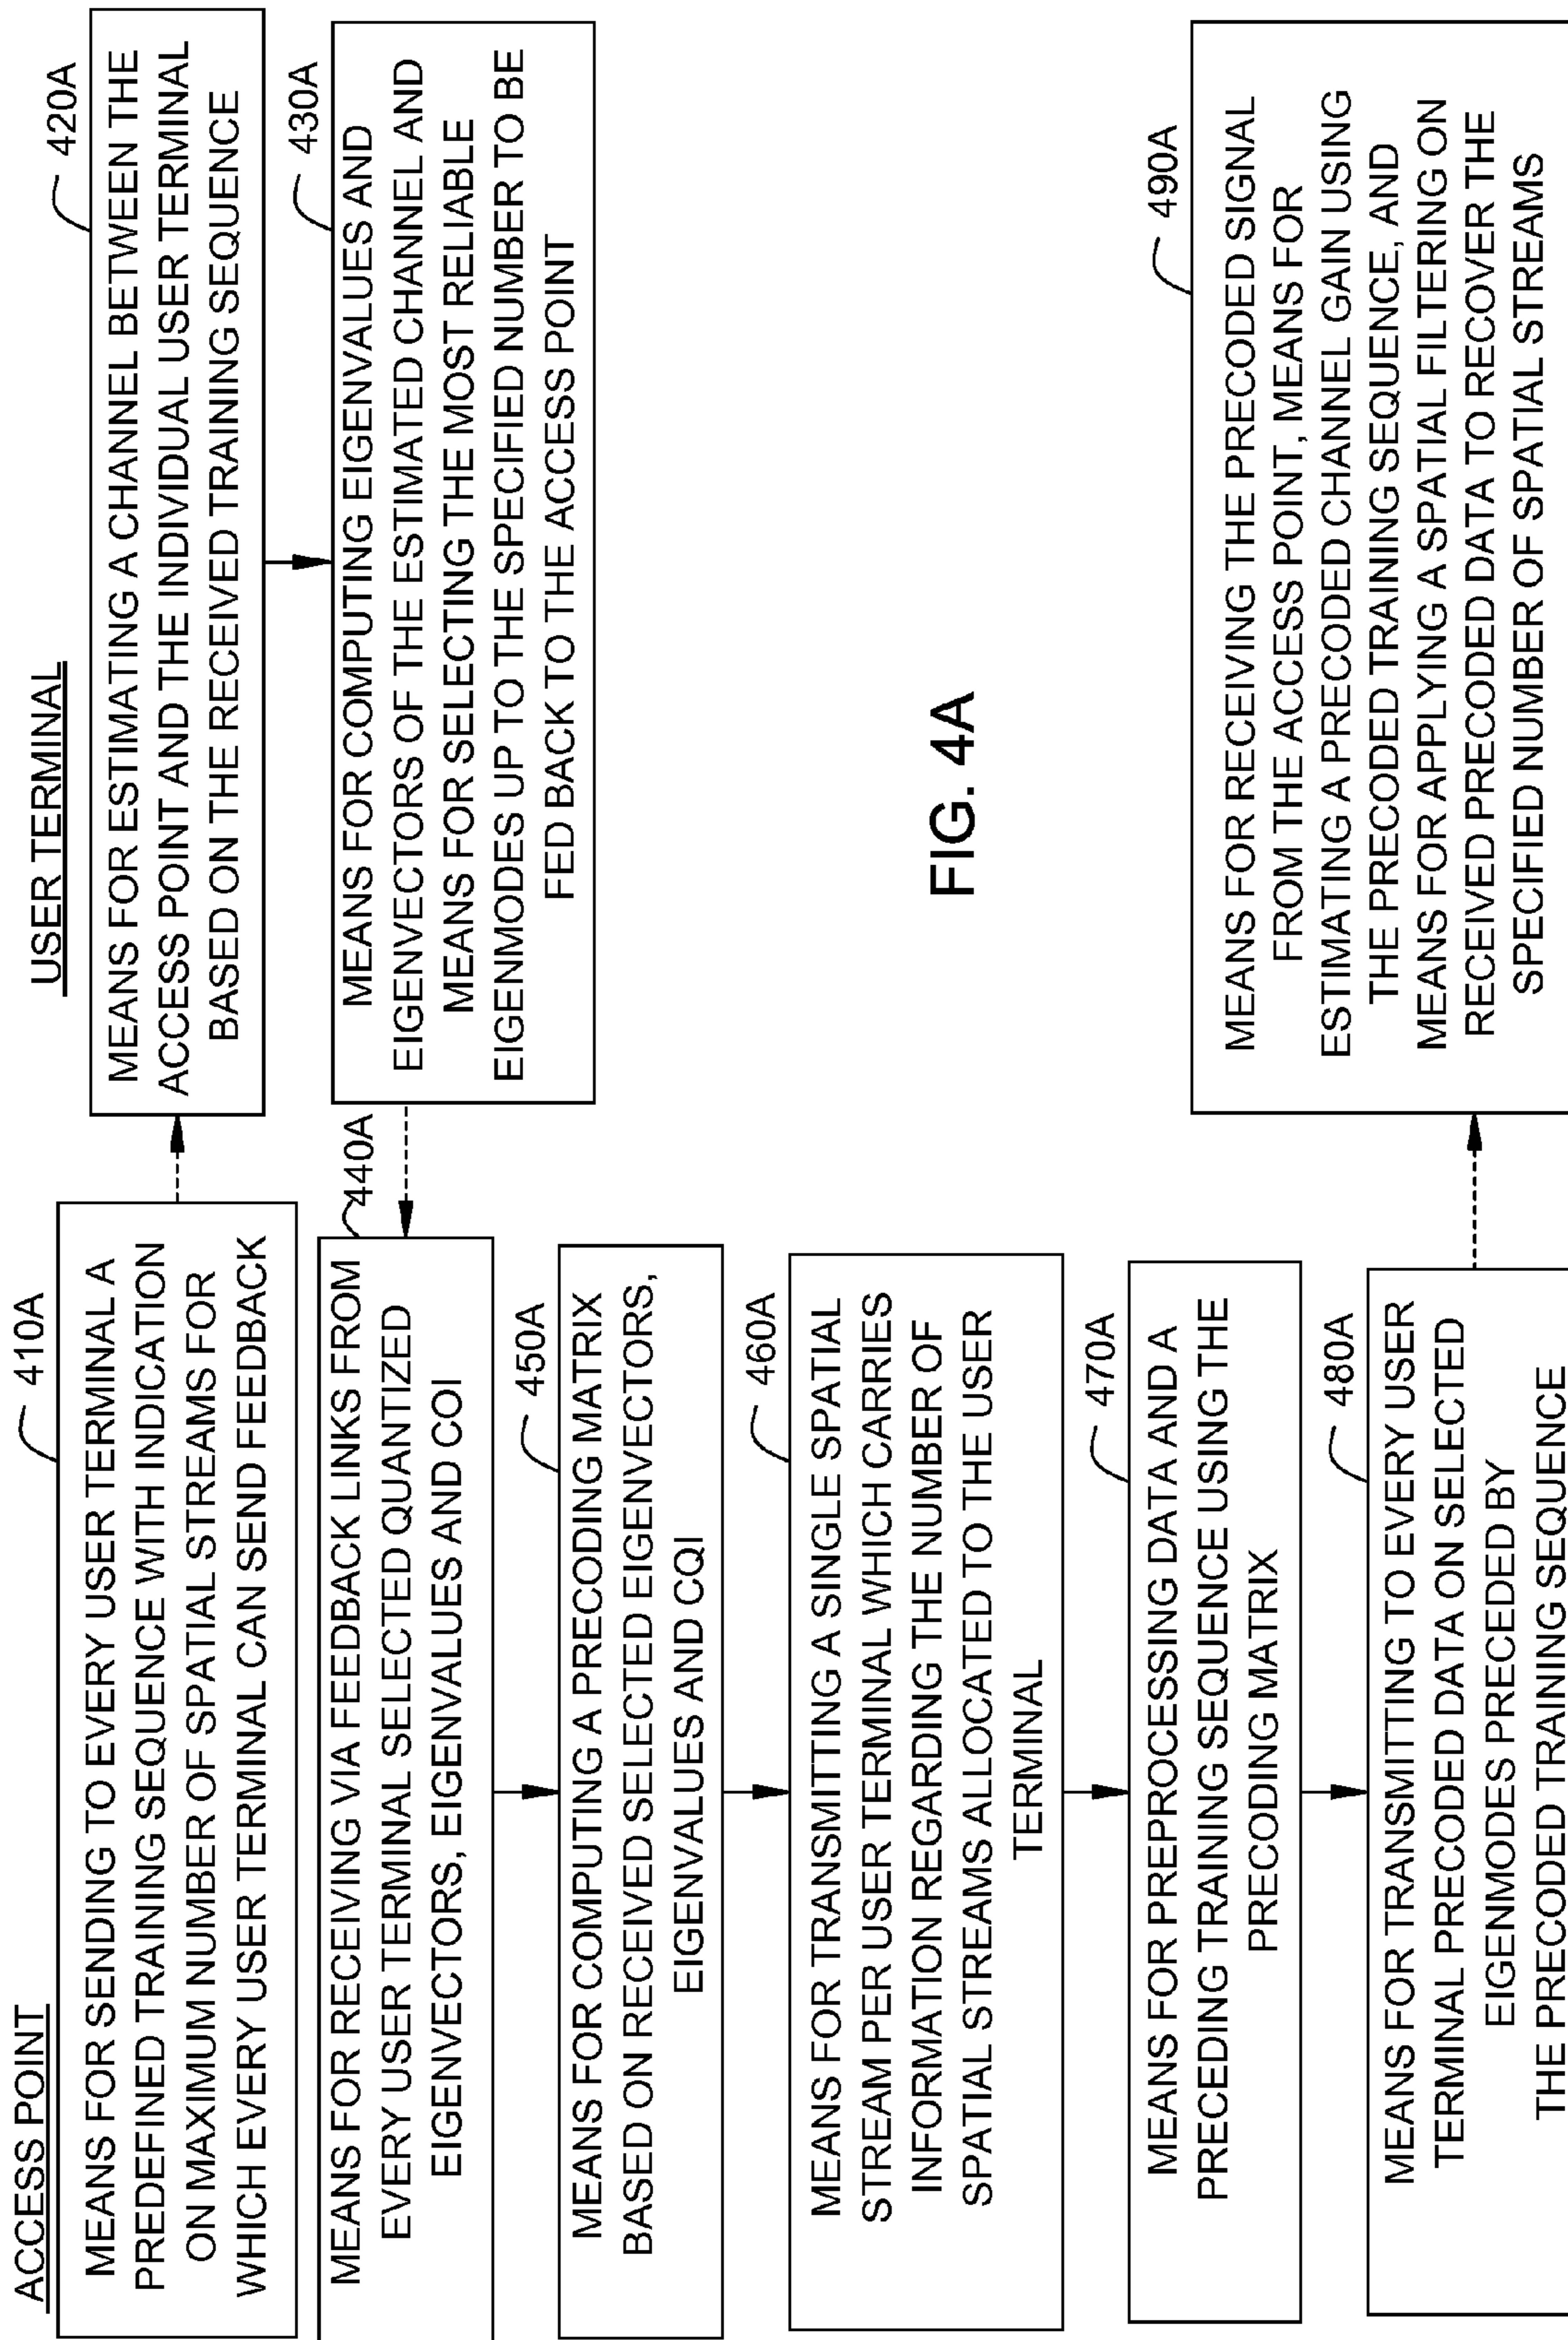 ACCESS POINT
410A
MEANS FOR SENDING TO EVERY USER TERMINAL A
PREDEFINED TRAINING SEQUENCE WITH INDICATION
ON MAXIMUM NUMBER OF SPATIAL STREAMS FOR
WHICH EVERY USER TERMINAL CAN SEND FEEDBACK
USER TERMINAL
420A
MEANS FOR ESTIMATING A CHANNEL BETWEEN THE
ACCESS POINT AND THE INDIVIDUAL USER TERMINAL
BASED ON THE RECEIVED TRAINING SEQUENCE
430A
MEANS FOR COMPUTING EIGENVALUES AND
EIGENVECTORS OF THE ESTIMATED CHANNEL AND
MEANS FOR SELECTING THE MOST RELIABLE
EIGENMODES UP TO THE SPECIFIED NUMBER TO BE
FED BACK TO THE ACCESS POINT
440A
MEANS FOR RECEIVING VIA FEEDBACK LINKS FROM
EVERY USER TERMINAL SELECTED QUANTIZED
EIGENVECTORS, EIGENVALUES AND COI
450A
MEANS FOR COMPUTING A PRECODING MATRIX
BASED ON RECEIVED SELECTED EIGENVECTORS,
EIGENVALUES AND CQI
460A
MEANS FOR TRANSMITTING A SINGLE SPATIAL
STREAM PER USER TERMINAL WHICH CARRIES
INFORMATION REGARDING THE NUMBER OF
SPATIAL STREAMS ALLOCATED TO THE USER
TERMINAL
470A
MEANS FOR PREPROCESSING DATA AND A
PRECEDING TRAINING SEQUENCE USING THE
PRECODING MATRIX
480A
MEANS FOR TRANSMITTING TO EVERY USER
TERMINAL PRECODED DATA ON SELECTED
EIGENMODES PRECEDED BY
THE PRECODED TRAINING SEQUENCE
490A
MEANS FOR RECEIVING THE PRECODED SIGNAL
FROM THE ACCESS POINT, MEANS FOR
ESTIMATING A PRECODED CHANNEL GAIN USING
THE PRECODED TRAINING SEQUENCE, AND
MEANS FOR APPLYING A SPATIAL FILTERING ON
RECEIVED PRECODED DATA TO RECOVER THE
SPECIFIED NUMBER OF SPATIAL STREAMS
FIG. 4A